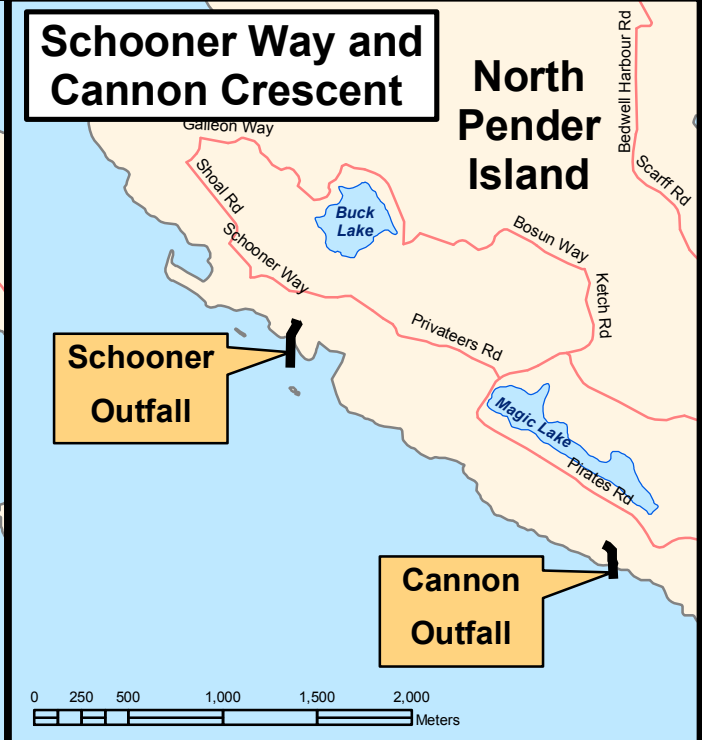 Schooner Way and
Cannon Crescent
North
Pender
Island
Bedwell Harbour Rd
Scarff Rd
Galleon Way
Shoal Rd
Buck
Lake
Schooner Way
Bosun Way
Ketch Rd
Privateers Rd
Schooner
Outfall
Magic Lake
Pirates Rd
Cannon
Outfall
0 250 500 1,000 1,500 2,000
Meters